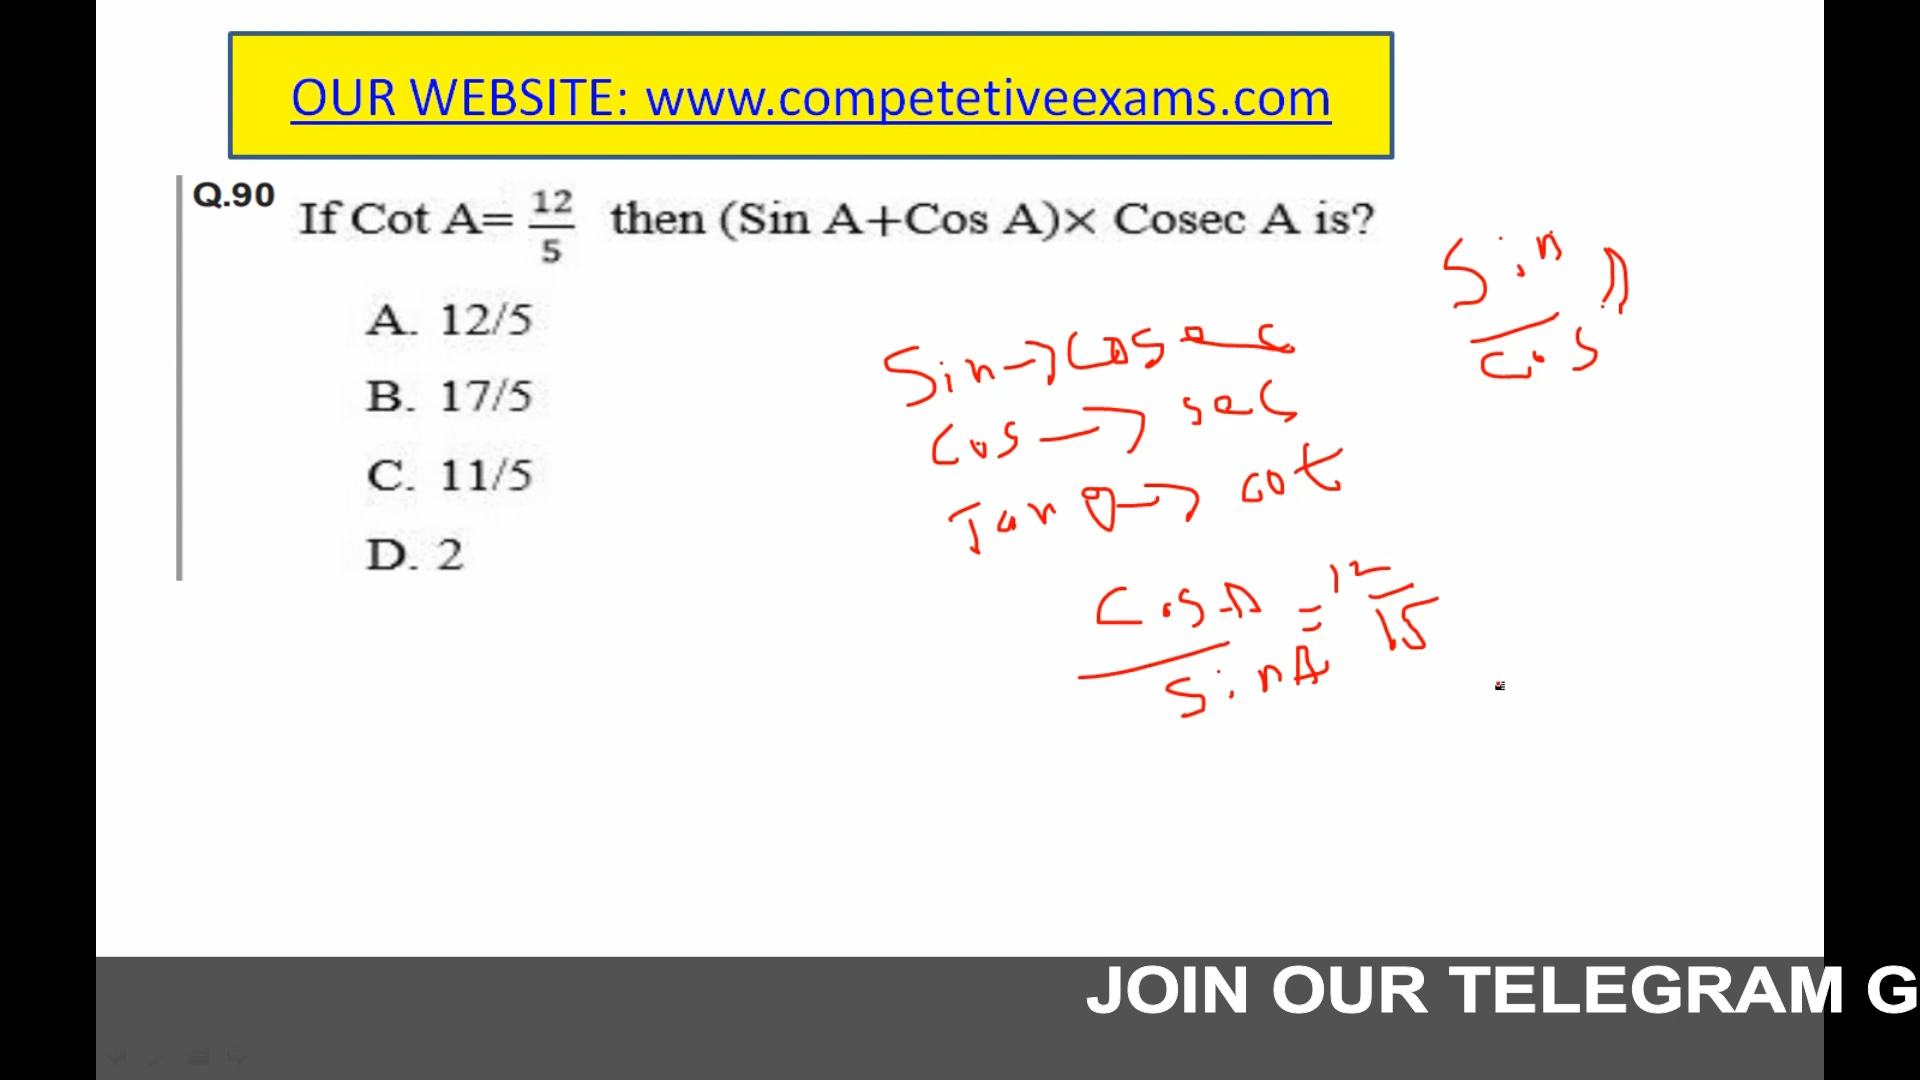 OUR WEBSITE: www.competetiveexams.com
Q.90 If Cot A= 12/5 then (Sin A+Cos A)× Cosec A is?
A. 12/5
B. 17/5
C. 11/5
D. 2
Sin
Cos
Sin→Cosec
Cos→sec
Tan θ→cot
Cos A / Sin A = 12/15
JOIN OUR TELEGRAM G